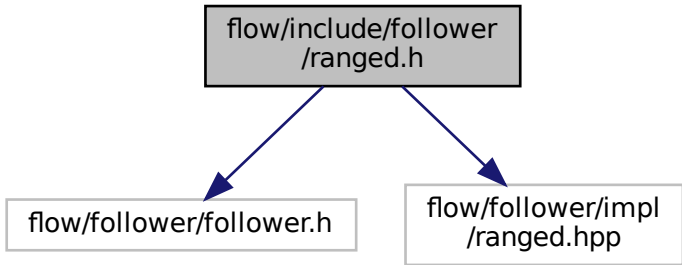 flow/include/follower
/ranged.h
flow/follower/follower.h
flow/follower/impl
/ranged.hpp